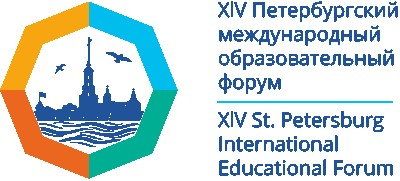 XIV Петербургский
международный
образовательный
форум
XIV St. Petersburg
International
Educational Forum